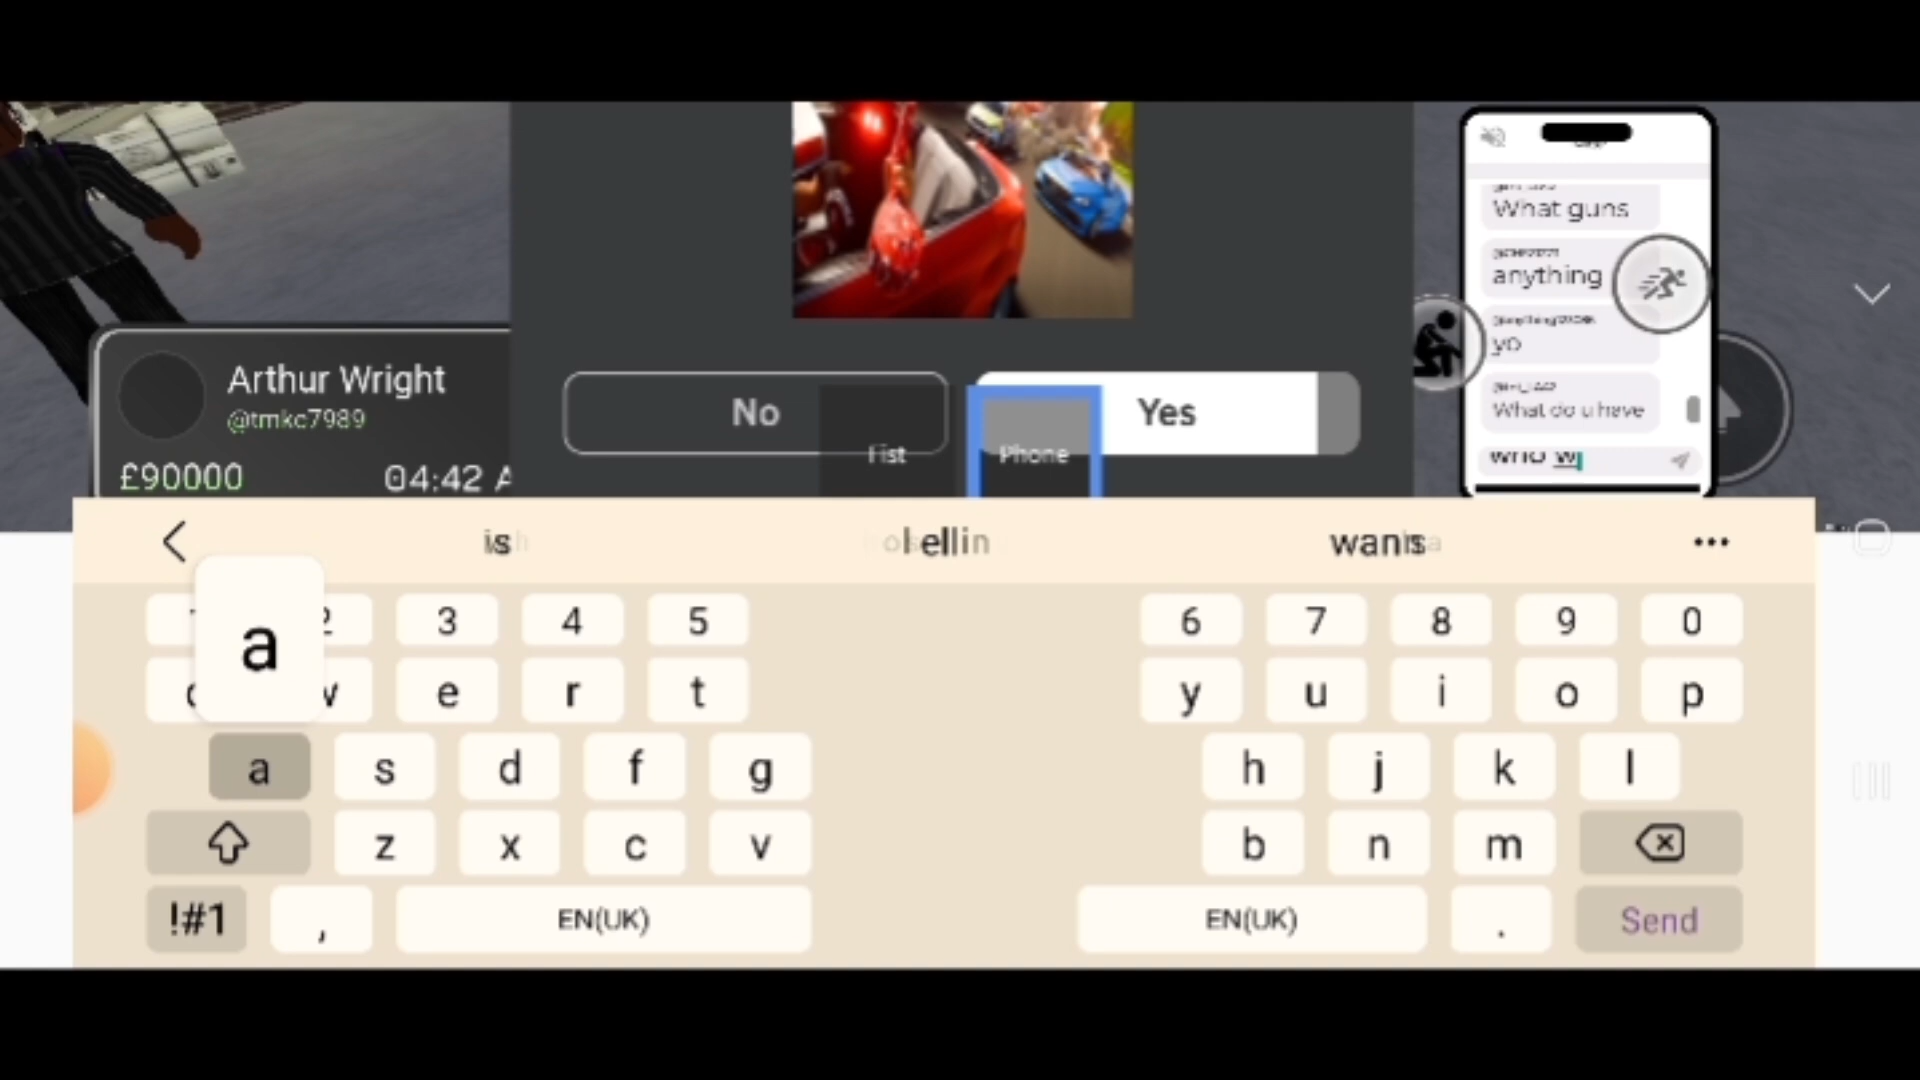 What guns
anything
yo
What do u have
who w
Arthur Wright
@tmkc7989
£90000
04:42 A
No
Yes
Fist
Phone
is
wants
a
3 4 5 6 7 8 9 0
e r t y u i o p
a s d f g h j k l
z x c v b n m
!#1 , EN(UK) EN(UK) . Send